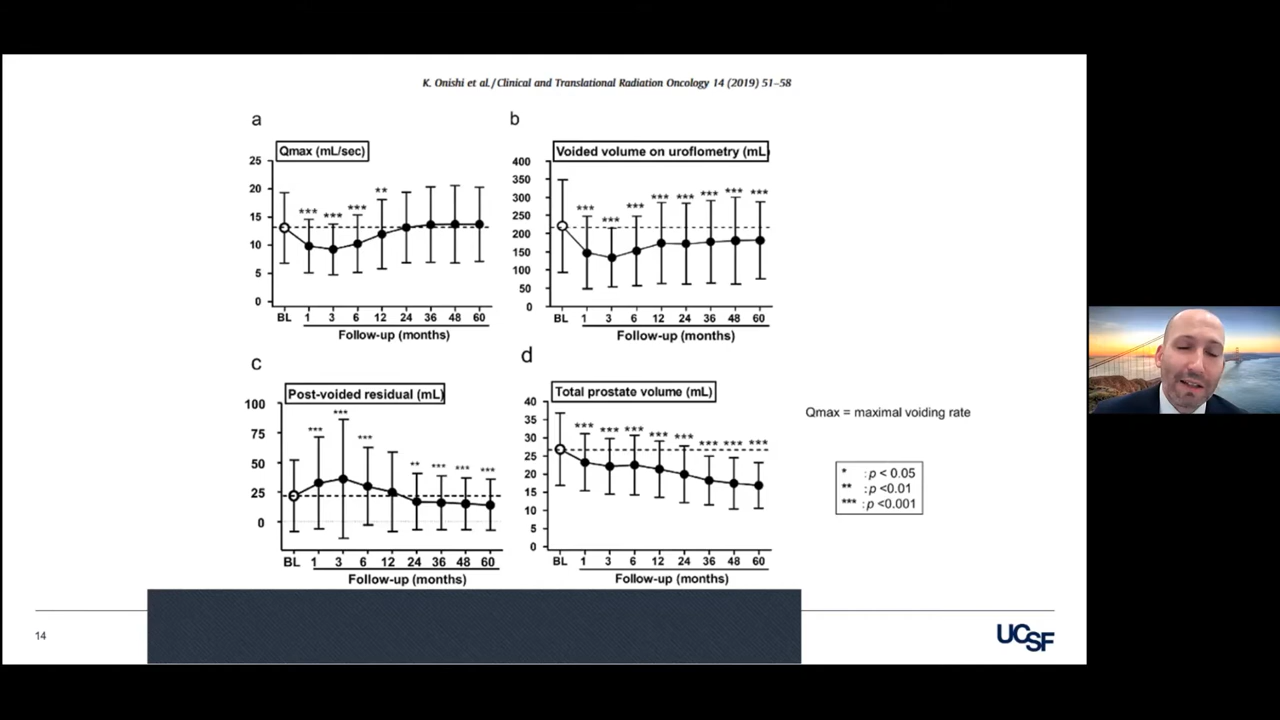 K. Onishi et al. / Clinical and Translational Radiation Oncology 14 (2019) 51–58
a
Qmax (mL/sec)
25
20
15
10
5
0
*** *** *** **
BL 1 3 6 12 24 36 48 60
Follow-up (months)
b
Voided volume on uroflometry (mL)
400
350
300
250
200
150
100
50
0
*** *** *** *** *** *** *** ***
BL 1 3 6 12 24 36 48 60
Follow-up (months)
c
Post-voided residual (mL)
100
75
50
25
0
*** *** *** ** *** *** ***
BL 1 3 6 12 24 36 48 60
Follow-up (months)
d
Total prostate volume (mL)
40
35
30
25
20
15
10
5
0
*** *** *** *** *** *** *** ***
BL 1 3 6 12 24 36 48 60
Follow-up (months)
Qmax = maximal voiding rate
* : p < 0.05
** : p <0.01
*** : p <0.001
14
UCSF